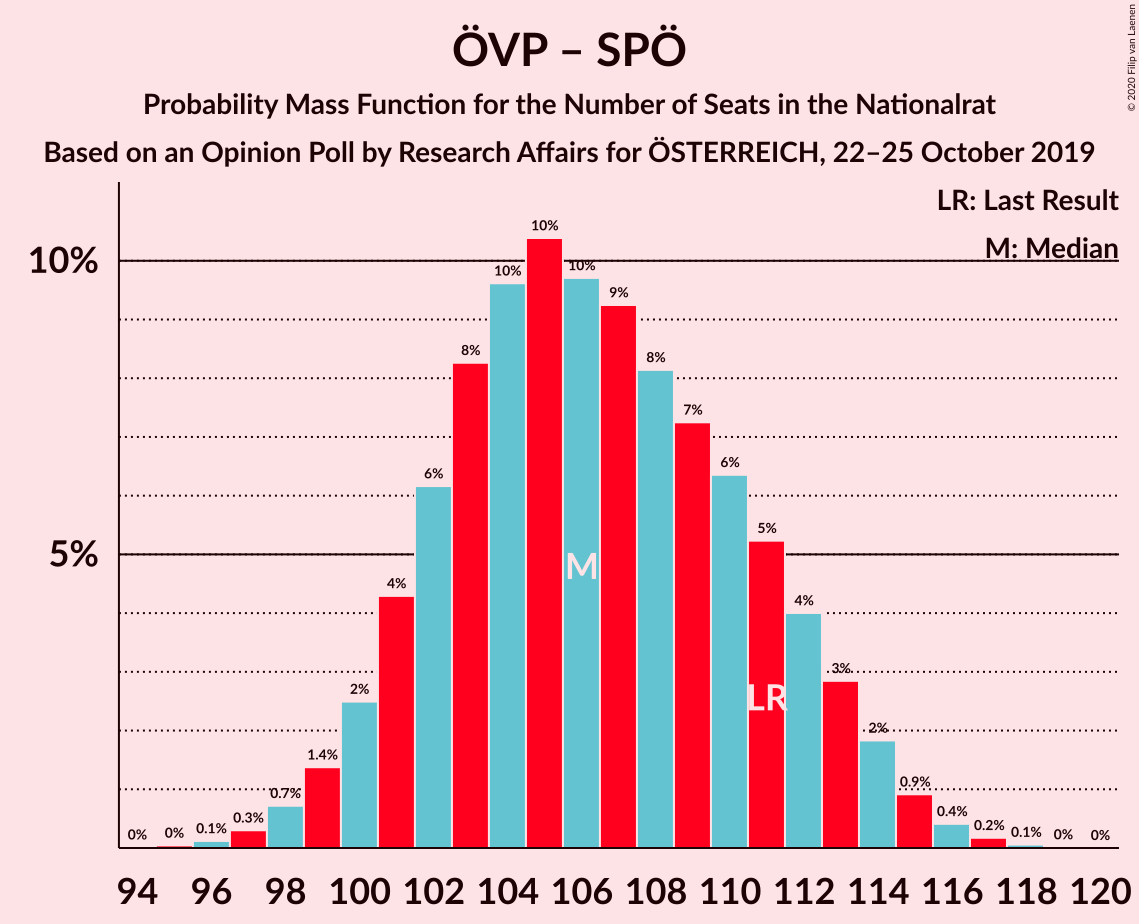 ÖVP – SPÖ
Probability Mass Function for the Number of Seats in the Nationalrat
Based on an Opinion Poll by Research Affairs for ÖSTERREICH, 22–25 October 2019
© 2020 Filip van Laenen
LR: Last Result
M: Median
10%
5%
0% 0% 0.1% 0.3% 0.7% 1.4% 2% 4% 6% 8% 10% 10% 10% 9% 8% 7% 6% 5% 4% 3% 2% 0.9% 0.4% 0.2% 0.1% 0% 0%
M
LR
94 96 98 100 102 104 106 108 110 112 114 116 118 120